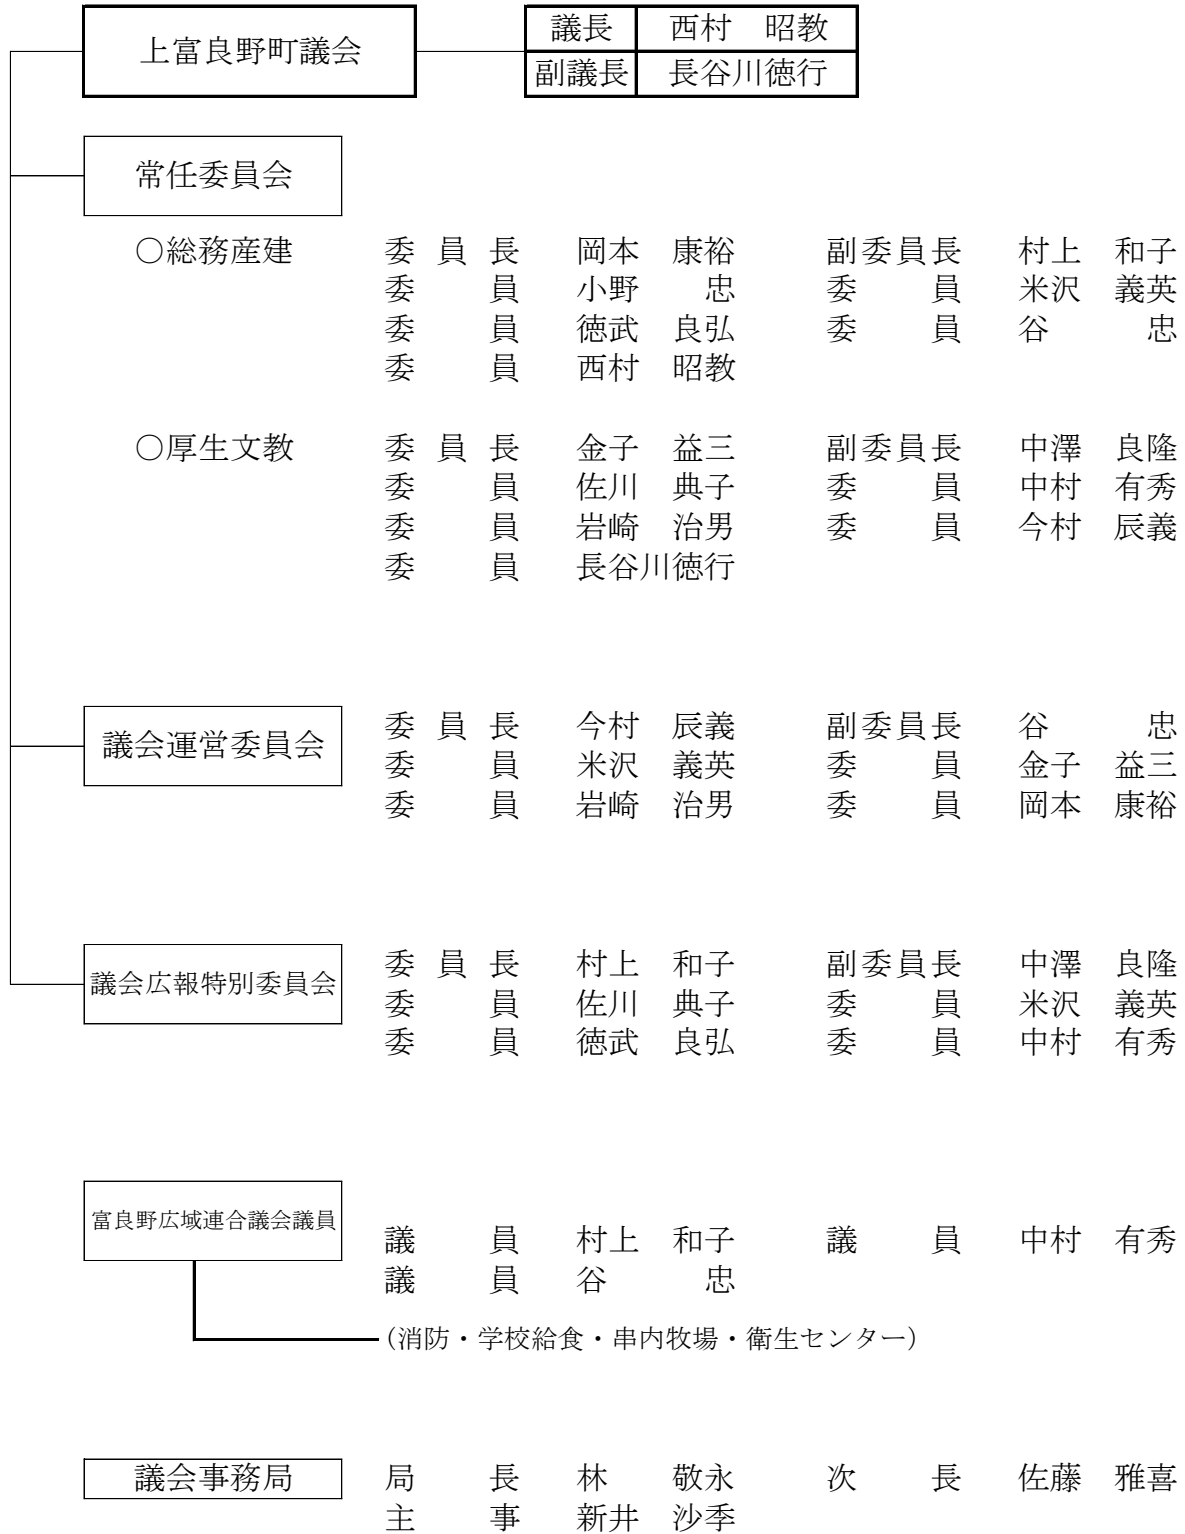 上富良野町議会 議長 西村 昭教
副議長 長谷川徳行
常任委員会
○総務産建 委員長 岡本 康裕 副委員長 村上 和子
委員 小野 忠 委員 米沢 義英
委員 徳武 良弘 委員 谷 忠
委員 西村 昭教
○厚生文教 委員長 金子 益三 副委員長 中澤 良隆
委員 佐川 典子 委員 中村 有秀
委員 岩崎 治男 委員 今村 辰義
委員 長谷川徳行
議会運営委員会 委員長 今村 辰義 副委員長 谷 忠
委員 米沢 義英 委員 金子 益三
委員 岩崎 治男 委員 岡本 康裕
議会広報特別委員会 委員長 村上 和子 副委員長 中澤 良隆
委員 佐川 典子 委員 米沢 義英
委員 徳武 良弘 委員 中村 有秀
富良野広域連合議会議員
議員 村上 和子 議員 中村 有秀
議員 谷 忠
(消防・学校給食・串内牧場・衛生センター)
議会事務局 局長 林 敬永 次長 佐藤 雅喜
主事 新井 沙季